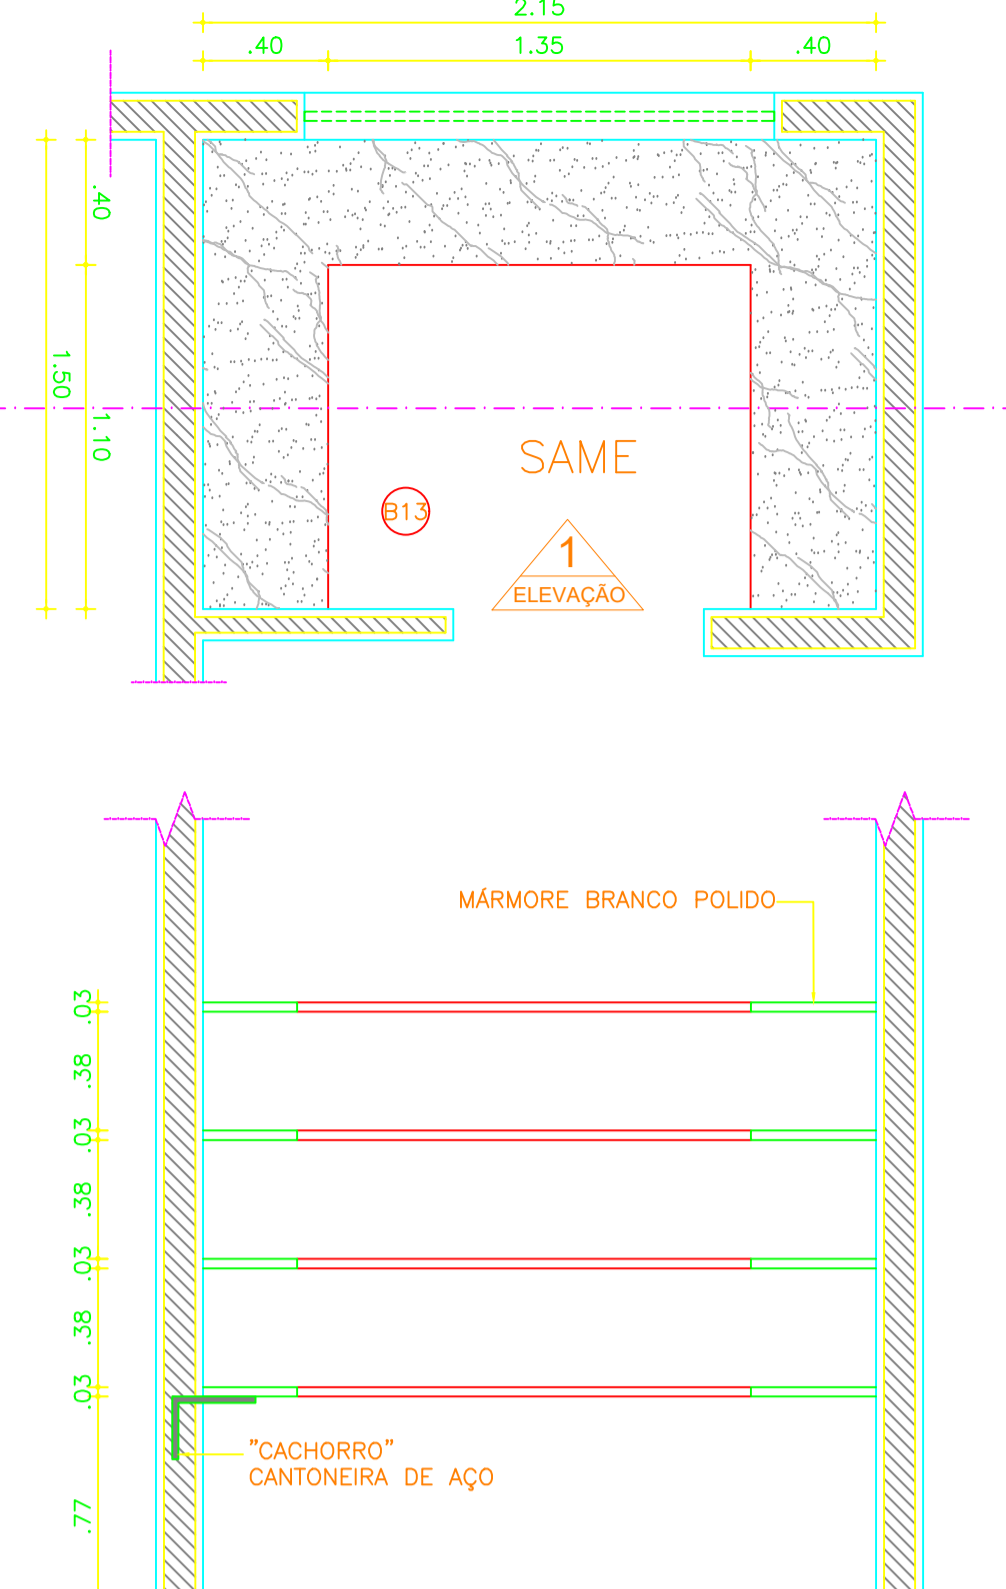 2.15
.40
1.35
.40
.40
1.50
1.10
SAME
B13
1
ELEVAÇÃO
MÁRMORE BRANCO POLIDO
.03
.38
.03
.38
.03
.38
.03
"CACHORRO"
CANTONEIRA DE AÇO
.77